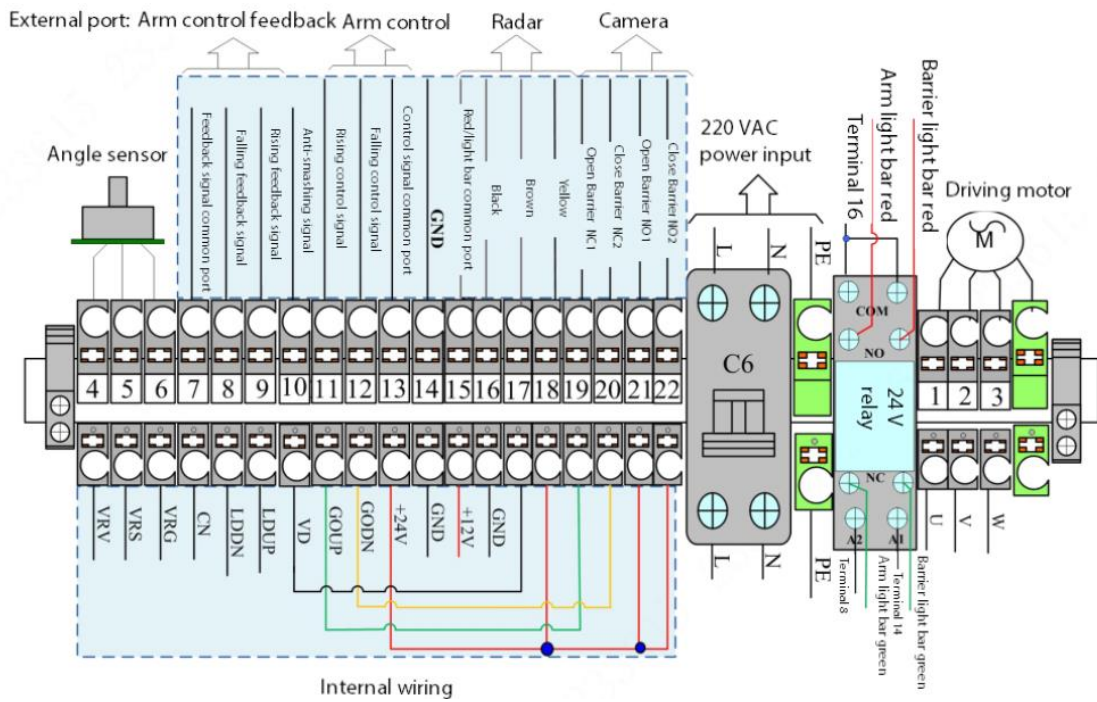 External port: Arm control feedback
Arm control
Radar
Camera
Angle sensor
Feedback signal common port
Falling feedback signal
Rising feedback signal
Anti-smashing signal
Rising control signal
Falling control signal
Control signal common port
GND
Red/light bar common port
Black
Brown
Yellow
Open Barrier NC1
Close Barrier NC2
Open Barrier NO1
Close Barrier NO2
220 VAC
power input
L
N
PE
Terminal 16
Arm light bar red
Barrier light bar red
Driving motor
M
COM
NO
4 5 6 7 8 9 10 11 12 13 14 15 16 17 18 19 20 21 22
C6
24 V
relay
1 2 3
NC
A2
A1
VRV
VRS
VRG
CN
LDDN
LDUP
VD
GOUP
GODN
+24V
GND
+12V
GND
L
N
PE
Terminal 8
Arm light bar green
Terminal 14
Barrier light bar green
U
V
W
Internal wiring